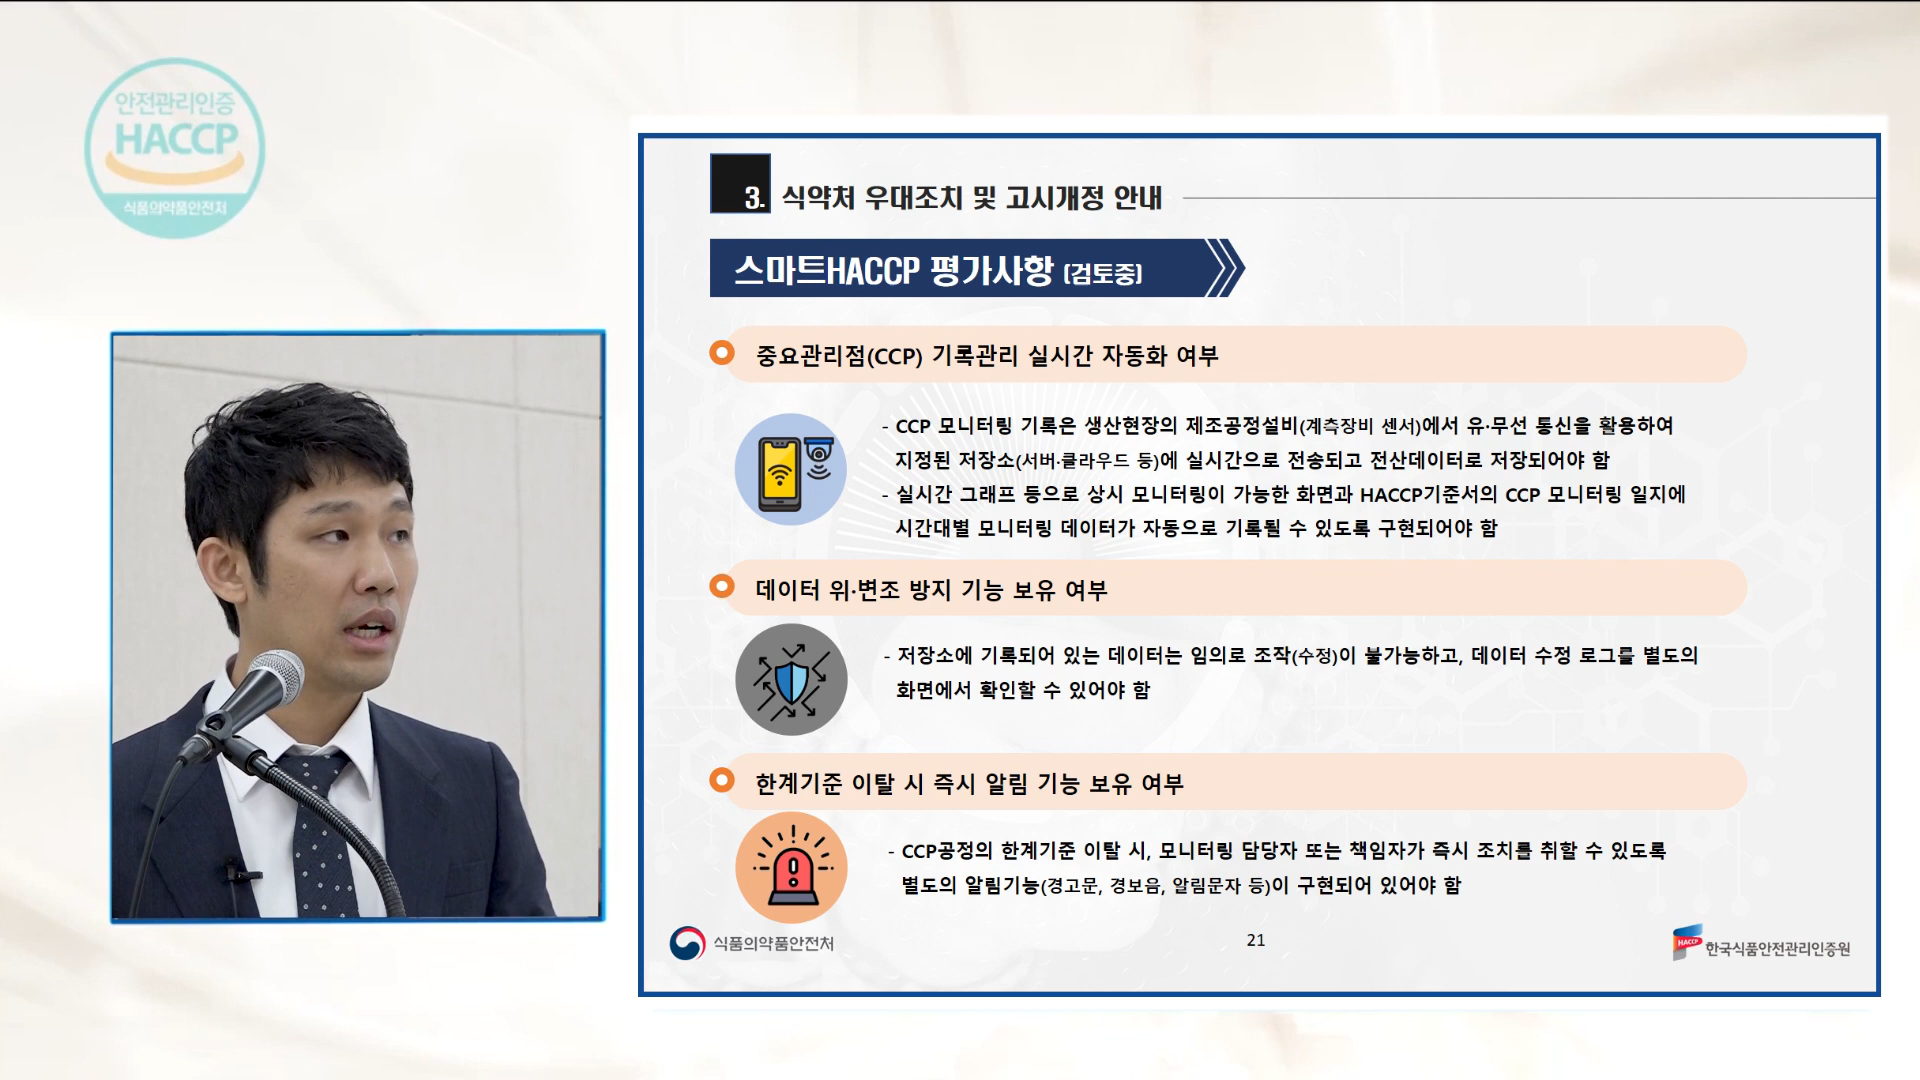 안전관리인증
HACCP
식품의약품안전처
3. 식약처 우대조치 및 고시개정 안내
스마트HACCP 평가사항 (검토중)
중요관리점(CCP) 기록관리 실시간 자동화 여부
- CCP 모니터링 기록은 생산현장의 제조공정설비(계측장비 센서)에서 유·무선 통신을 활용하여
지정된 저장소(서버·클라우드 등)에 실시간으로 전송되고 전산데이터로 저장되어야 함
- 실시간 그래프 등으로 상시 모니터링이 가능한 화면과 HACCP기준서의 CCP 모니터링 일지에
시간대별 모니터링 데이터가 자동으로 기록될 수 있도록 구현되어야 함
데이터 위·변조 방지 기능 보유 여부
- 저장소에 기록되어 있는 데이터는 임의로 조작(수정)이 불가능하고, 데이터 수정 로그를 별도의
화면에서 확인할 수 있어야 함
한계기준 이탈 시 즉시 알림 기능 보유 여부
- CCP공정의 한계기준 이탈 시, 모니터링 담당자 또는 책임자가 즉시 조치를 취할 수 있도록
별도의 알림기능(경고문, 경보음, 알림문자 등)이 구현되어 있어야 함
식품의약품안전처
21
HACCP
한국식품안전관리인증원